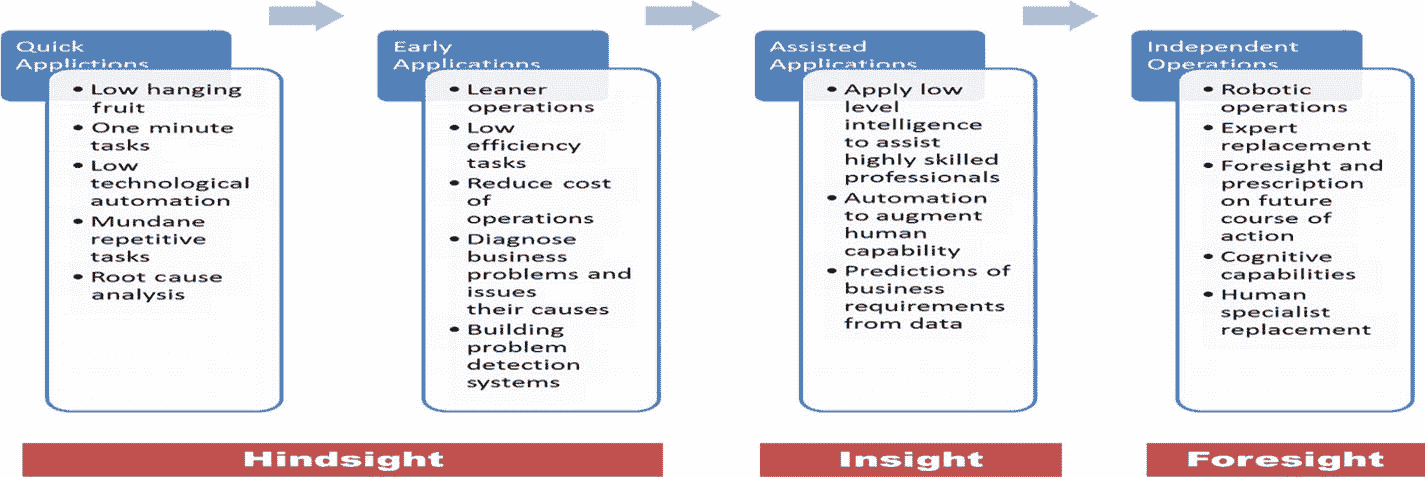 Quick
Applictions
• Low hanging
fruit
• One minute
tasks
• Low
technological
automation
• Mundane
repetitive
tasks
• Root cause
analysis
Early
Applications
• Leaner
operations
• Low
efficiency
tasks
• Reduce cost
of
operations
• Diagnose
business
problems and
issues
their causes
• Building
problem
detection
systems
Assisted
Applications
• Apply low
level
intelligence
to assist
highly skilled
professionals
• Automation
to augment
human
capability
• Predictions of
business
requirements
from data
Independent
Operations
• Robotic
operations
• Expert
replacement
• Foresight and
prescription
on future
course of
action
• Cognitive
capabilities
• Human
specialist
replacement
Hindsight
Insight
Foresight